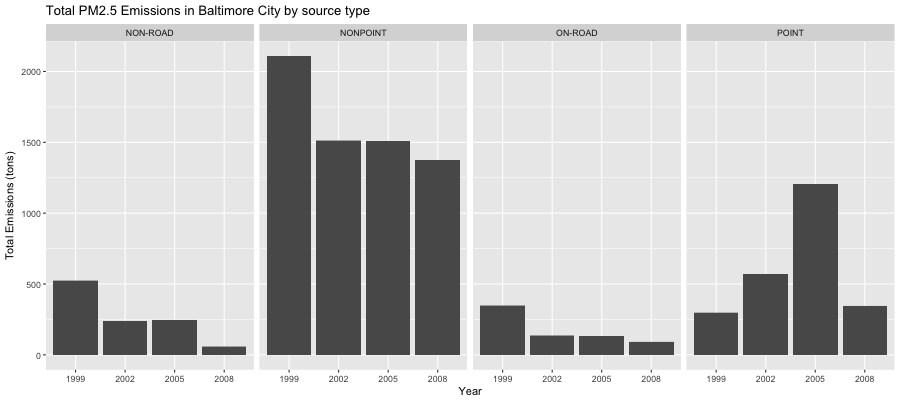 Total PM2.5 Emissions in Baltimore City by source type
NON-ROAD
NONPOINT
ON-ROAD
POINT
Total Emissions (tons)
2000
1500
1000
500
0
1999 2002 2005 2008
1999 2002 2005 2008
1999 2002 2005 2008
1999 2002 2005 2008
Year